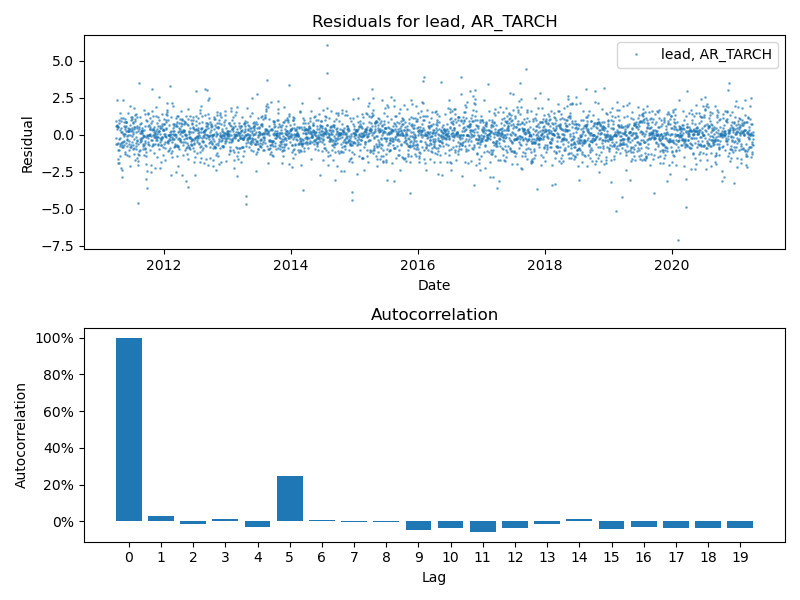 Residuals for lead, AR_TARCH
lead, AR_TARCH
5.0
2.5
0.0
−2.5
−5.0
−7.5
Residual
2012 2014 2016 2018 2020
Date
Autocorrelation
100%
80%
60%
40%
20%
0%
Autocorrelation
0 1 2 3 4 5 6 7 8 9 10 11 12 13 14 15 16 17 18 19
Lag